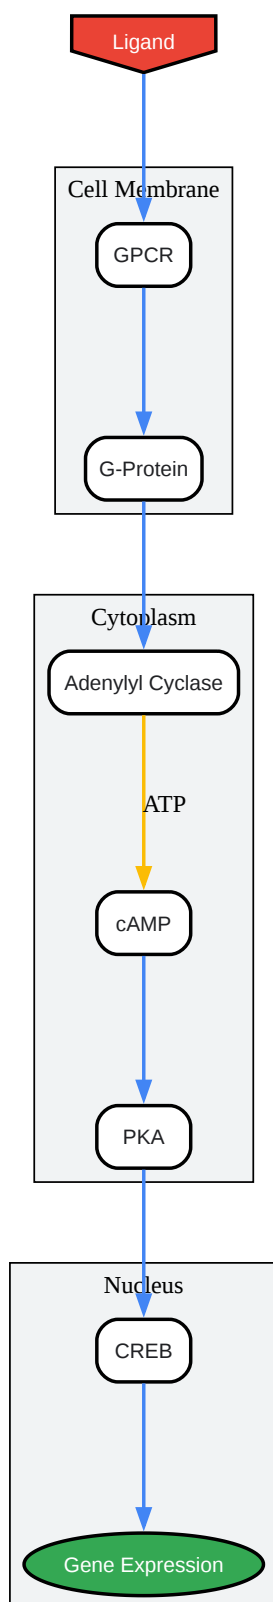 Ligand
Cell Membrane
GPCR
G-Protein
Cytoplasm
Adenylyl Cyclase
ATP
cAMP
PKA
Nucleus
CREB
Gene Expression